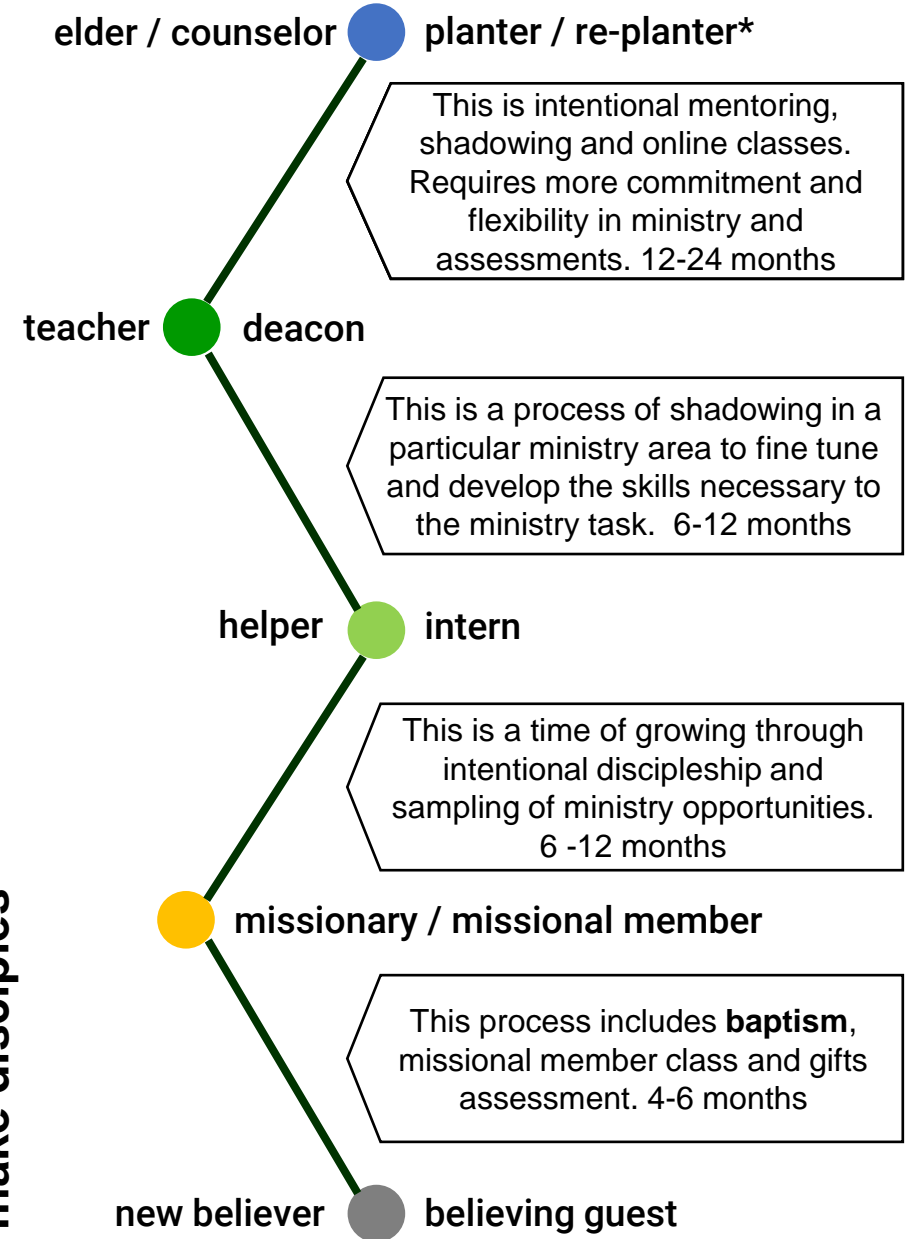 elder / counselor planter / re-planter*
This is intentional mentoring,
shadowing and online classes.
Requires more commitment and
flexibility in ministry and
assessments. 12-24 months
teacher deacon
This is a process of shadowing in a
particular ministry area to fine tune
and develop the skills necessary to
the ministry task.  6-12 months
helper intern
This is a time of growing through
intentional discipleship and
sampling of ministry opportunities.
6 -12 months
missionary / missional member
This process includes baptism,
missional member class and gifts
assessment. 4-6 months
new believer believing guest
make disciples